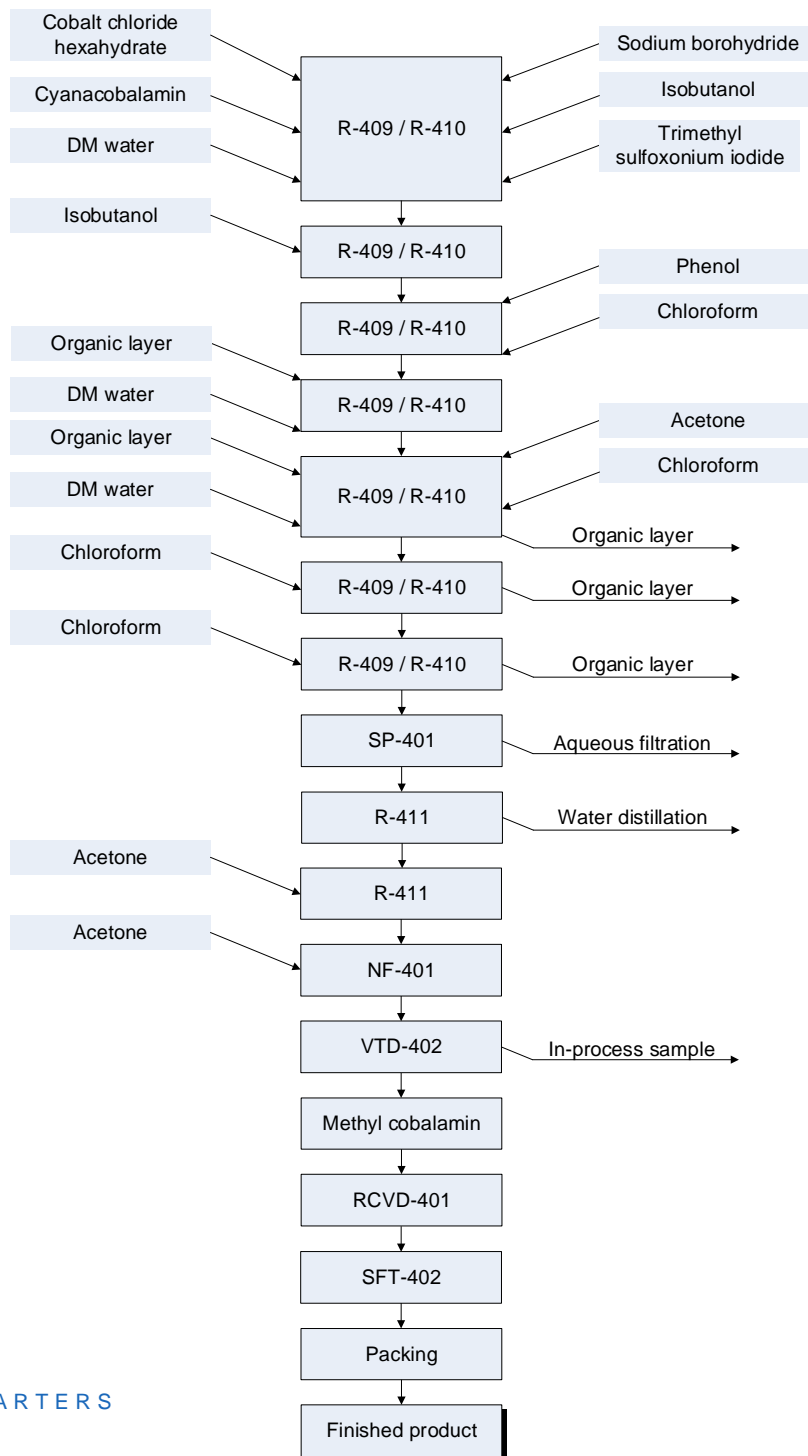 Cobalt chloride
hexahydrate
Sodium borohydride
Cyanacobalamin
R-409 / R-410
Isobutanol
DM water
Trimethyl
sulfoxonium iodide
Isobutanol
R-409 / R-410
Phenol
R-409 / R-410
Chloroform
Organic layer
DM water
R-409 / R-410
Acetone
Organic layer
Chloroform
DM water
R-409 / R-410
Organic layer
Chloroform
R-409 / R-410
Organic layer
Chloroform
R-409 / R-410
Organic layer
SP-401
Aqueous filtration
R-411
Water distillation
Acetone
R-411
Acetone
NF-401
VTD-402
In-process sample
Methyl cobalamin
RCVD-401
SFT-402
Packing
ARTERS
Finished product